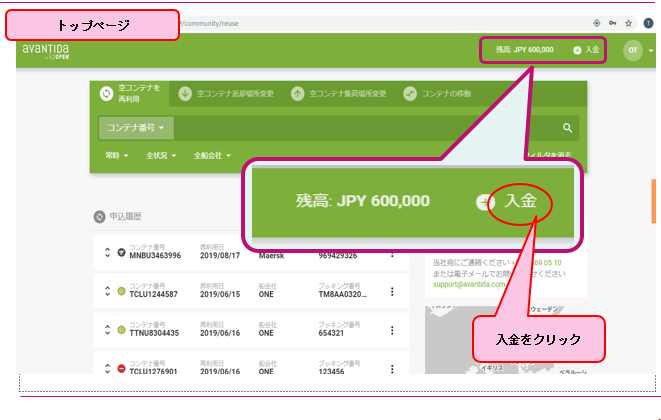 トップページ
/community/reuse
T
avantida
by E2OPEN
残高: JPY 600,000
入金
OT
空コンテナを
再利用
空コンテナ返却場所変更
空コンテナ集荷場所変更
コンテナの移動
コンテナ番号
常時
全状況
全船会社
フィルタを消去
残高: JPY 600,000
入金
申込履歴
コンテナ番号
MNBU3463996
再利用日
2019/08/17
Maersk
969429326
コンテナ番号
TCLU1244587
再利用日
2019/06/15
船会社
ONE
ブッキング番号
TM8AA0320...
コンテナ番号
TTNU8304435
再利用日
2019/06/16
船会社
ONE
ブッキング番号
654321
コンテナ番号
TCLU1276901
再利用日
2019/06/16
船会社
ONE
ブッキング番号
123456
当社宛にご連絡ください
69 05 10
または電子メールでお問
せください
support@avantida.com
入金をクリック
ウェーデン
イギリス
ベラルーシ